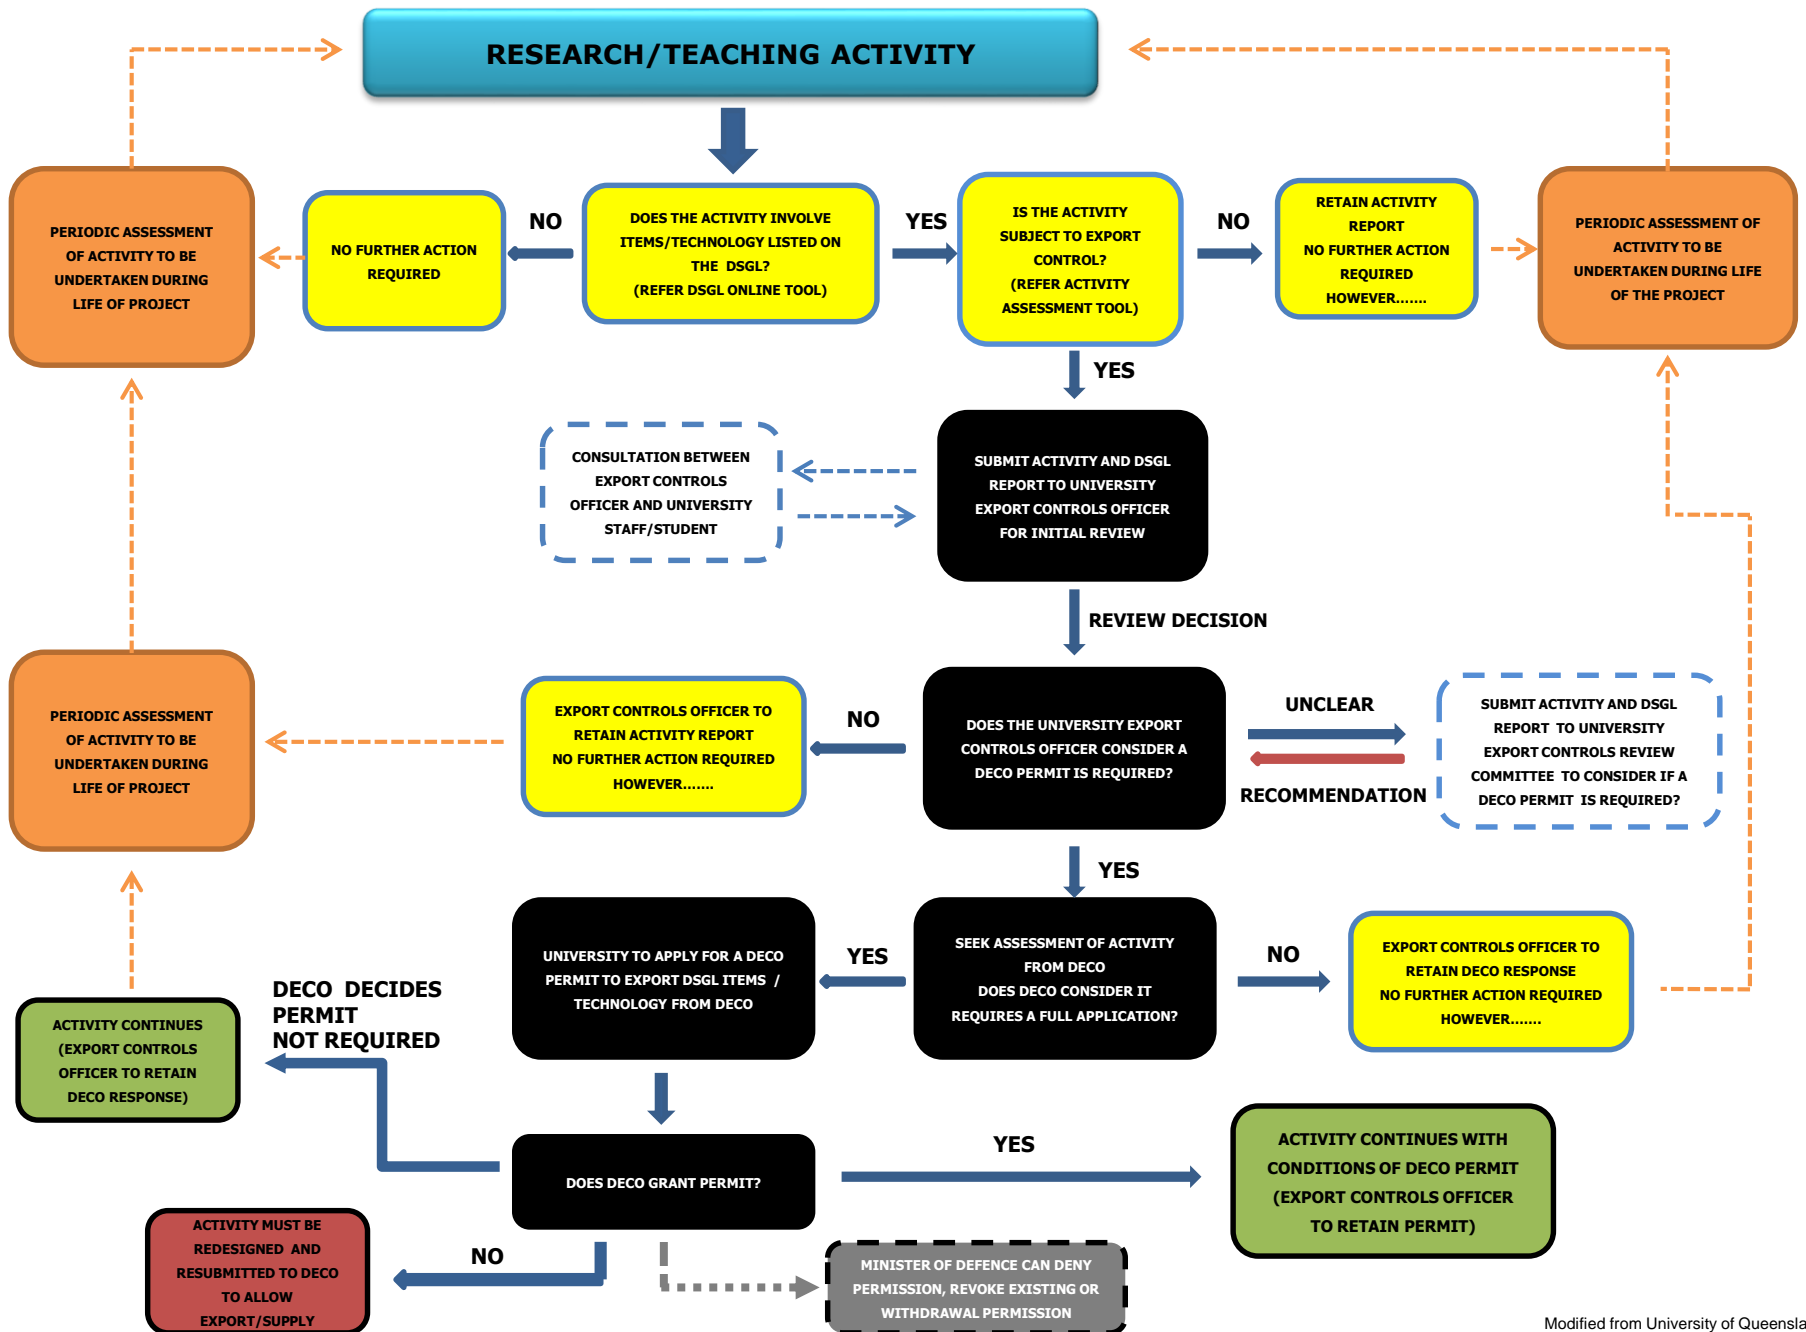 RESEARCH/TEACHING ACTIVITY
PERIODIC ASSESSMENT
OF ACTIVITY TO BE
UNDERTAKEN DURING
LIFE OF PROJECT
NO FURTHER ACTION
REQUIRED
NO
DOES THE ACTIVITY INVOLVE
ITEMS/TECHNOLOGY LISTED ON
THE DSGL?
(REFER DSGL ONLINE TOOL)
YES
IS THE ACTIVITY
SUBJECT TO EXPORT
CONTROL?
(REFER ACTIVITY
ASSESSMENT TOOL)
NO
RETAIN ACTIVITY
REPORT
NO FURTHER ACTION
REQUIRED
HOWEVER.......
PERIODIC ASSESSMENT OF
ACTIVITY TO BE
UNDERTAKEN DURING LIFE
OF THE PROJECT
YES
CONSULTATION BETWEEN
EXPORT CONTROLS
OFFICER AND UNIVERSITY
STAFF/STUDENT
SUBMIT ACTIVITY AND DSGL
REPORT TO UNIVERSITY
EXPORT CONTROLS OFFICER
FOR INITIAL REVIEW
REVIEW DECISION
PERIODIC ASSESSMENT
OF ACTIVITY TO BE
UNDERTAKEN DURING
LIFE OF PROJECT
EXPORT CONTROLS OFFICER TO
RETAIN ACTIVITY REPORT
NO FURTHER ACTION REQUIRED
HOWEVER.......
NO
DOES THE UNIVERSITY EXPORT
CONTROLS OFFICER CONSIDER A
DECO PERMIT IS REQUIRED?
UNCLEAR
RECOMMENDATION
SUBMIT ACTIVITY AND DSGL
REPORT TO UNIVERSITY
EXPORT CONTROLS REVIEW
COMMITTEE TO CONSIDER IF A
DECO PERMIT IS REQUIRED?
YES
UNIVERSITY TO APPLY FOR A DECO
PERMIT TO EXPORT DSGL ITEMS /
TECHNOLOGY FROM DECO
YES
SEEK ASSESSMENT OF ACTIVITY
FROM DECO
DOES DECO CONSIDER IT
REQUIRES A FULL APPLICATION?
NO
EXPORT CONTROLS OFFICER TO
RETAIN DECO RESPONSE
NO FURTHER ACTION REQUIRED
HOWEVER.......
DECO DECIDES
PERMIT
NOT REQUIRED
ACTIVITY CONTINUES
(EXPORT CONTROLS
OFFICER TO RETAIN
DECO RESPONSE)
DOES DECO GRANT PERMIT?
YES
ACTIVITY CONTINUES WITH
CONDITIONS OF DECO PERMIT
(EXPORT CONTROLS OFFICER
TO RETAIN PERMIT)
NO
ACTIVITY MUST BE
REDESIGNED AND
RESUBMITTED TO DECO
TO ALLOW
EXPORT/SUPPLY
MINISTER OF DEFENCE CAN DENY
PERMISSION, REVOKE EXISTING OR
WITHDRAWAL PERMISSION
Modified from University of Queensla